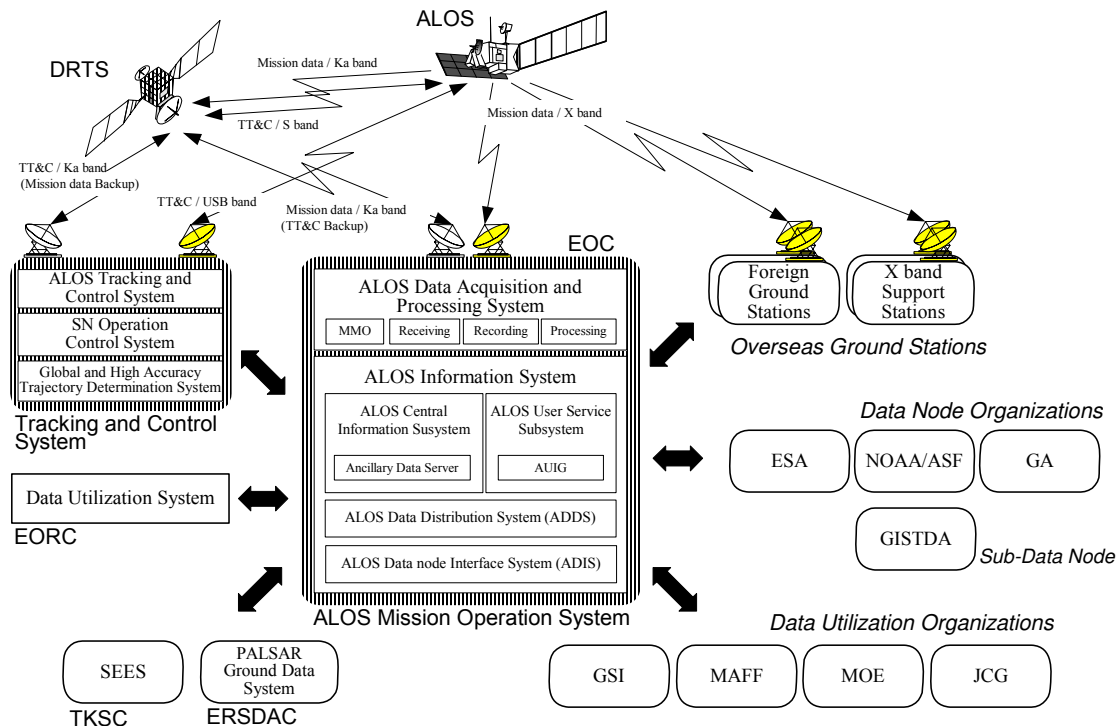 ALOS
DRTS
Mission data / Ka band
TT&C / S band
Mission data / X band
TT&C / Ka band
(Mission data Backup)
TT&C / USB band
Mission data / Ka band
(TT&C Backup)
EOC
ALOS Tracking and
Control System
SN Operation
Control System
Global and High Accuracy
Trajectory Determination System
Tracking and Control
System
ALOS Data Acquisition and
Processing System
MMO
Receiving
Recording
Processing
ALOS Information System
ALOS Central
Information Susystem
Ancillary Data Server
ALOS User Service
Subsystem
AUIG
ALOS Data Distribution System (ADDS)
ALOS Data node Interface System (ADIS)
ALOS Mission Operation System
Foreign
Ground
Stations
X band
Support
Stations
Overseas Ground Stations
Data Node Organizations
ESA
NOAA/ASF
GA
GISTDA
Sub-Data Node
Data Utilization System
EORC
SEES
TKSC
PALSAR
Ground Data
System
ERSDAC
Data Utilization Organizations
GSI
MAFF
MOE
JCG